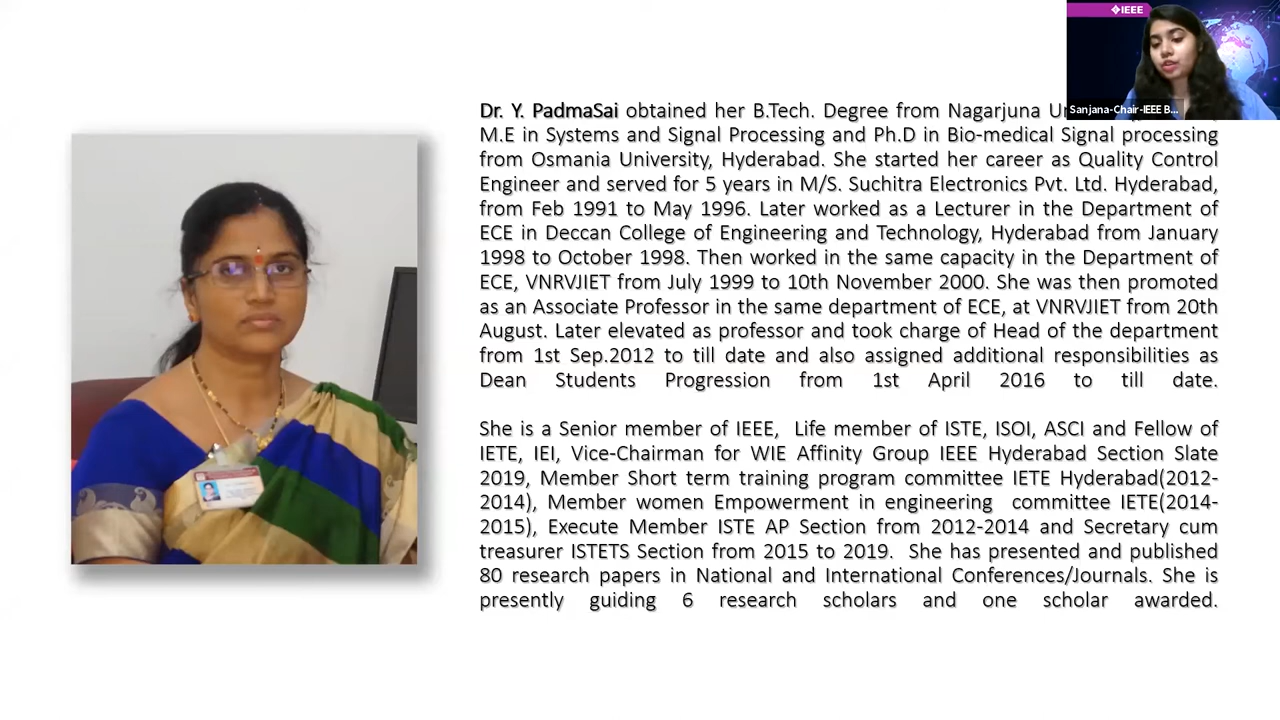 IEEE
Sanjana-Chair-IEEE B...
Dr. Y. PadmaSai obtained her B.Tech. Degree from Nagarjuna
M.E in Systems and Signal Processing and Ph.D in Bio-medical Signal processing
from Osmania University, Hyderabad. She started her career as Quality Control
Engineer and served for 5 years in M/S. Suchitra Electronics Pvt. Ltd. Hyderabad,
from Feb 1991 to May 1996. Later worked as a Lecturer in the Department of
ECE in Deccan College of Engineering and Technology, Hyderabad from January
1998 to October 1998. Then worked in the same capacity in the Department of
ECE, VNRVJIET from July 1999 to 10th November 2000. She was then promoted
as an Associate Professor in the same department of ECE, at VNRVJIET from 20th
August. Later elevated as professor and took charge of Head of the department
from 1st Sep.2012 to till date and also assigned additional responsibilities as
Dean Students Progression from 1st April 2016 to till date.
She is a Senior member of IEEE, Life member of ISTE, ISOI, ASCI and Fellow of
IETE, IEI, Vice-Chairman for WIE Affinity Group IEEE Hyderabad Section Slate
2019, Member Short term training program committee IETE Hyderabad(2012-
2014), Member women Empowerment in engineering committee IETE(2014-
2015), Execute Member ISTE AP Section from 2012-2014 and Secretary cum
treasurer ISTETS Section from 2015 to 2019. She has presented and published
80 research papers in National and International Conferences/Journals. She is
presently guiding 6 research scholars and one scholar awarded.